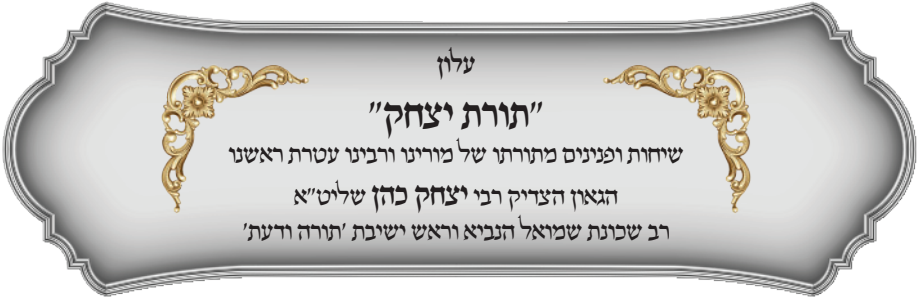 עלון
"תורת יצחק"
שיחות ופנינים מתורתו של מורינו ורבינו עטרת ראשנו
הגאון הצדיק רבי יצחק כהן שליט"א
רב שכונת שמואל הנביא וראש ישיבת 'תורה ודעת'